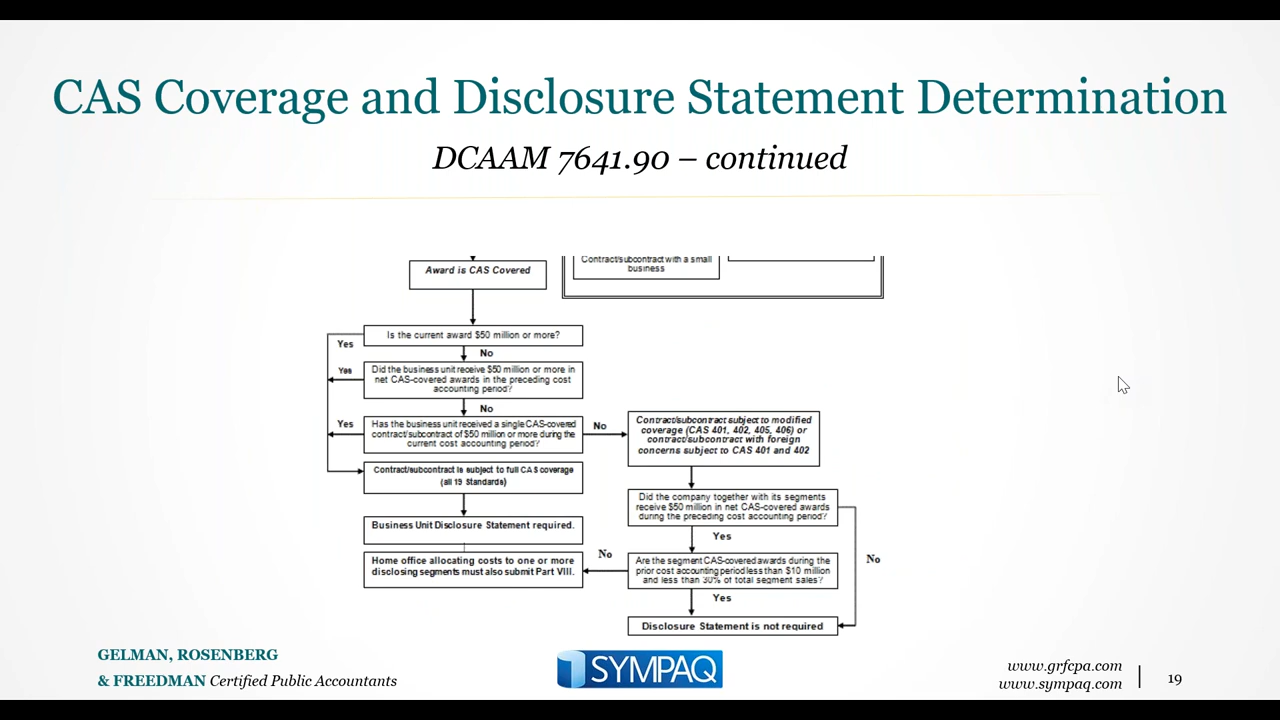 CAS Coverage and Disclosure Statement Determination
DCAAM 7641.90 – continued
Award is CAS Covered
Contract/subcontract with a small
business
Is the current award $50 million or more?
Yes
No
Did the business unit receive $50 million or more in
net CAS-covered awards in the preceding cost
accounting period?
Yes
No
Has the business unit received a single CAS-covered
contract/subcontract of $50 million or more during the
current cost accounting period?
Yes
No
Contract/subcontract subject to modified
coverage (CAS 401, 402, 405, 406) or
contract/subcontract with foreign
concerns subject to CAS 401 and 402
Contract/subcontract is subject to full CAS coverage
(all 19 Standards)
Did the company together with its segments
receive $50 million in net CAS-covered awards
during the preceding cost accounting period?
Yes
No
Business Unit Disclosure Statement required.
Home office allocating costs to one or more
disclosing segments must also submit Part VIII.
No
Are the segment CAS-covered awards during the
prior cost accounting period less than $10 million
and less than 30% of total segment sales?
Yes
Disclosure Statement is not required
GELMAN, ROSENBERG
& FREEDMAN Certified Public Accountants
SYMPAQ
www.grfcpa.com
www.sympaq.com
19